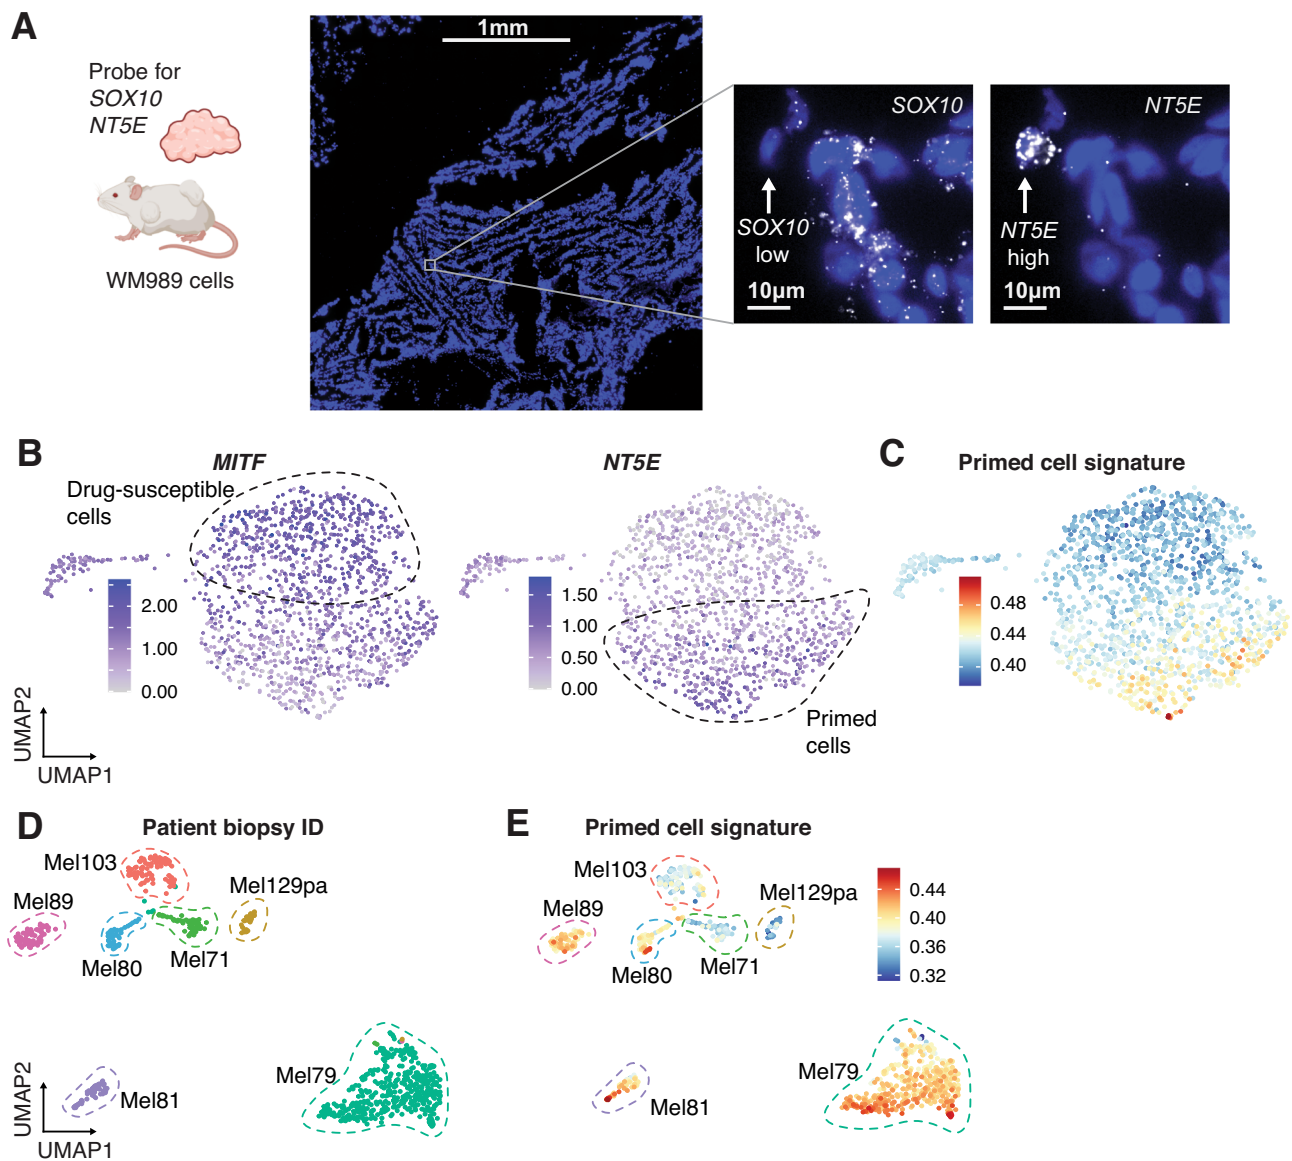 A
Probe for
SOX10
NT5E
WM989 cells
1mm
SOX10
SOX10
low
10µm
NT5E
NT5E
high
10µm
B
MITF
Drug-susceptible
cells
2.00
1.00
0.00
UMAP2
UMAP1
NT5E
1.50
1.00
0.50
0.00
Primed
cells
C
Primed cell signature
0.48
0.44
0.40
D
Patient biopsy ID
Mel103
Mel89
Mel129pa
Mel80
Mel71
Mel79
Mel81
UMAP2
UMAP1
E
Primed cell signature
Mel103
Mel89
Mel129pa
Mel80
Mel71
0.44
0.40
0.36
0.32
Mel79
Mel81